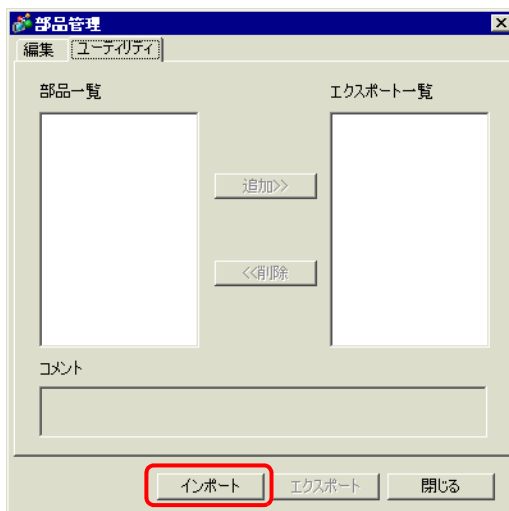 部品管理
編集 ユーティリティ
部品一覧 エクスポート一覧
追加>>
<<削除
コメント
インポート エクスポート 閉じる